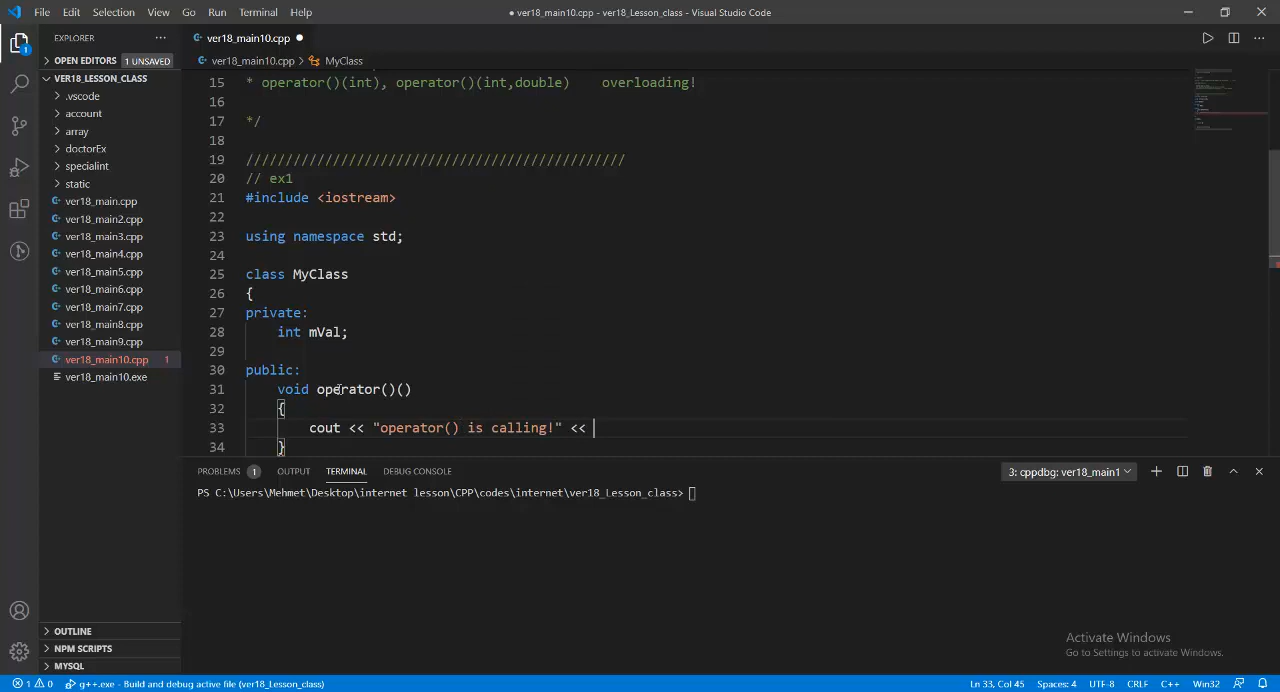 File Edit Selection View Go Run Terminal Help
● ver18_main10.cpp - ver18_Lesson_class - Visual Studio Code
EXPLORER
OPEN EDITORS 1 UNSAVED
VER18_LESSON_CLASS
.vscode
account
array
doctorEx
specialint
static
ver18_main.cpp
ver18_main2.cpp
ver18_main3.cpp
ver18_main4.cpp
ver18_main5.cpp
ver18_main6.cpp
ver18_main7.cpp
ver18_main8.cpp
ver18_main9.cpp
ver18_main10.cpp 1
ver18_main10.exe
OUTLINE
NPM SCRIPTS
MYSQL
1
ver18_main10.cpp ●
ver18_main10.cpp > MyClass
15 * operator()(int), operator()(int,double)    overloading!
16
17 */
18
19 ////////////////////////////////////////////////
20 // ex1
21 #include <iostream>
22
23 using namespace std;
24
25 class MyClass
26 {
27 private:
28     int mVal;
29
30 public:
31     void operator()()
32     {
33         cout << "operator() is calling!" <<
34     }
PROBLEMS 1 OUTPUT TERMINAL DEBUG CONSOLE 3: cppdbg: ver18_main1
PS C:\Users\Mehmet\Desktop\internet lesson\CPP\codes\internet\ver18_Lesson_class>
Activate Windows
Go to Settings to activate Windows.
1 0 g++.exe - Build and debug active file (ver18_Lesson_class) Ln 33, Col 45 Spaces: 4 UTF-8 CRLF C++ Win32